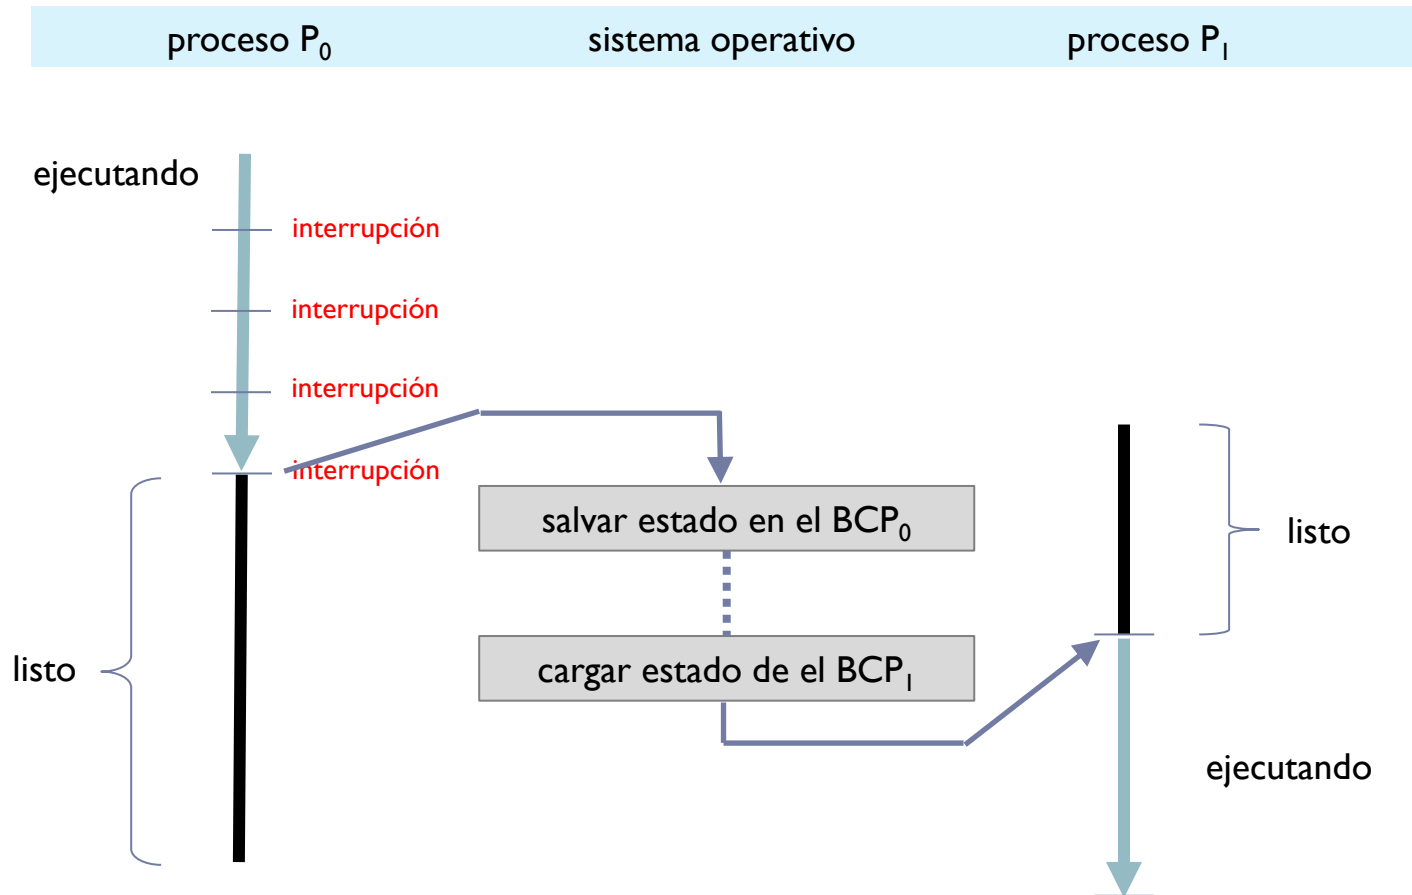 proceso P₀ sistema operativo proceso P₁
ejecutando
interrupción
interrupción
interrupción
interrupción
salvar estado en el BCP₀
listo
cargar estado de el BCP₁
listo
ejecutando